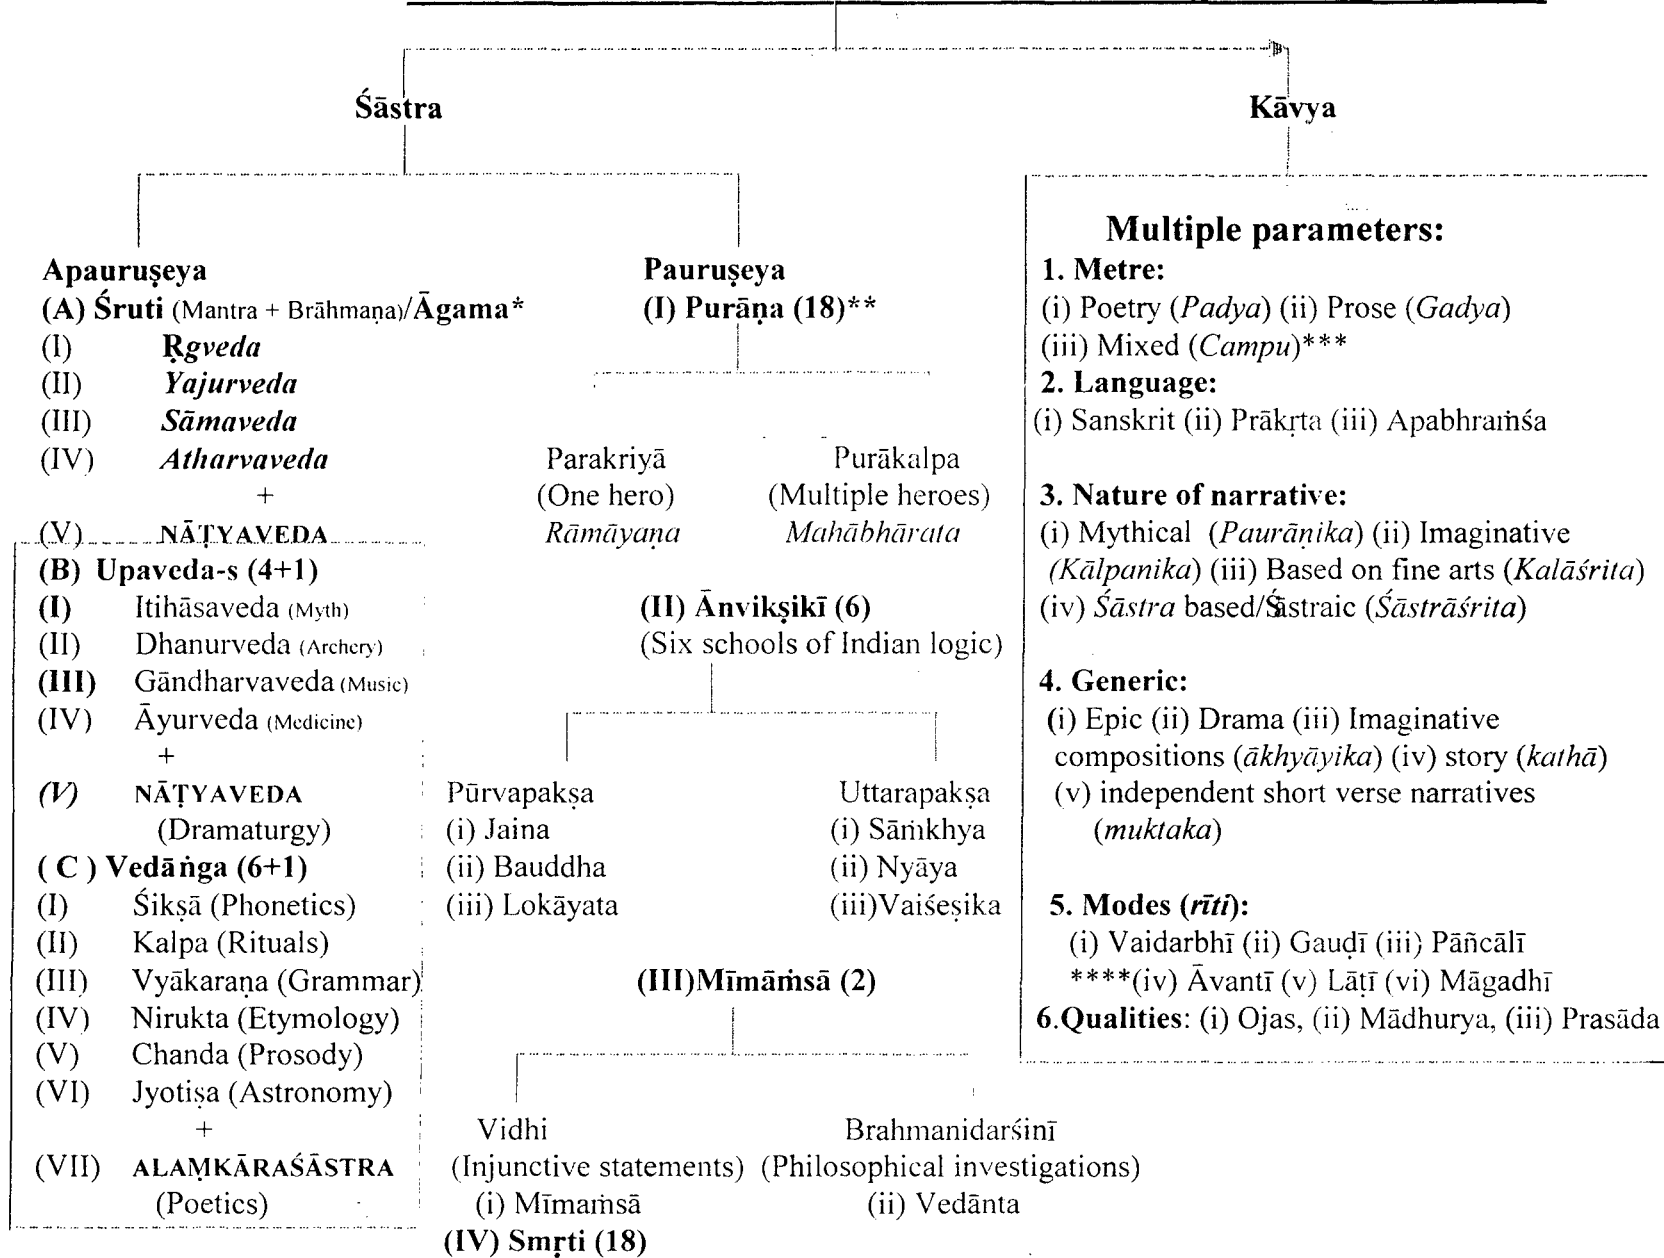 Śāstra
Kāvya
Apauruṣeya
(A) Śruti (Mantra + Brāhmaṇa)/Āgama*
(I) Ṛgveda
(II) Yajurveda
(III) Sāmaveda
(IV) Atharvaveda
+
(V) NĀṬYAVEDA
(B) Upaveda-s (4+1)
(I) Itihāsaveda (Myth)
(II) Dhanurveda (Archery)
(III) Gāndharvaveda (Music)
(IV) Āyurveda (Medicine)
+
(V) NĀṬYAVEDA
(Dramaturgy)
( C ) Vedāṅga (6+1)
(I) Śikṣā (Phonetics)
(II) Kalpa (Rituals)
(III) Vyākaraṇa (Grammar)
(IV) Nirukta (Etymology)
(V) Chanda (Prosody)
(VI) Jyotiṣa (Astronomy)
+
(VII) ALAṂKĀRAŚĀSTRA
(Poetics)
Pauruṣeya
(I) Purāṇa (18)**
Parakriyā
(One hero)
Rāmāyaṇa
Purākalpa
(Multiple heroes)
Mahābhārata
(II) Ānvikṣikī (6)
(Six schools of Indian logic)
Pūrvapakṣa
(i) Jaina
(ii) Bauddha
(iii) Lokāyata
Uttarapakṣa
(i) Sāṁkhya
(ii) Nyāya
(iii)Vaiśeṣika
(III)Mīmāṁsā (2)
Vidhi
(Injunctive statements)
(i) Mīmaṁsā
Brahmanidarśinī
(Philosophical investigations)
(ii) Vedānta
(IV) Smṛti (18)
Multiple parameters:
1. Metre:
(i) Poetry (Padya) (ii) Prose (Gadya)
(iii) Mixed (Campu)***
2. Language:
(i) Sanskrit (ii) Prākṛta (iii) Apabhraṁśa
3. Nature of narrative:
(i) Mythical (Paurāṇika) (ii) Imaginative
(Kālpanika) (iii) Based on fine arts (Kalāśrita)
(iv) Śāstra based/Śāstraic (Śāstrāśrita)
4. Generic:
(i) Epic (ii) Drama (iii) Imaginative
compositions (ākhyāyika) (iv) story (kathā)
(v) independent short verse narratives
(muktaka)
5. Modes (rīti):
(i) Vaidarbhī (ii) Gauḍī (iii) Pāñcālī
****(iv) Āvantī (v) Lāṭī (vi) Māgadhī
6.Qualities: (i) Ojas, (ii) Mādhurya, (iii) Prasāda